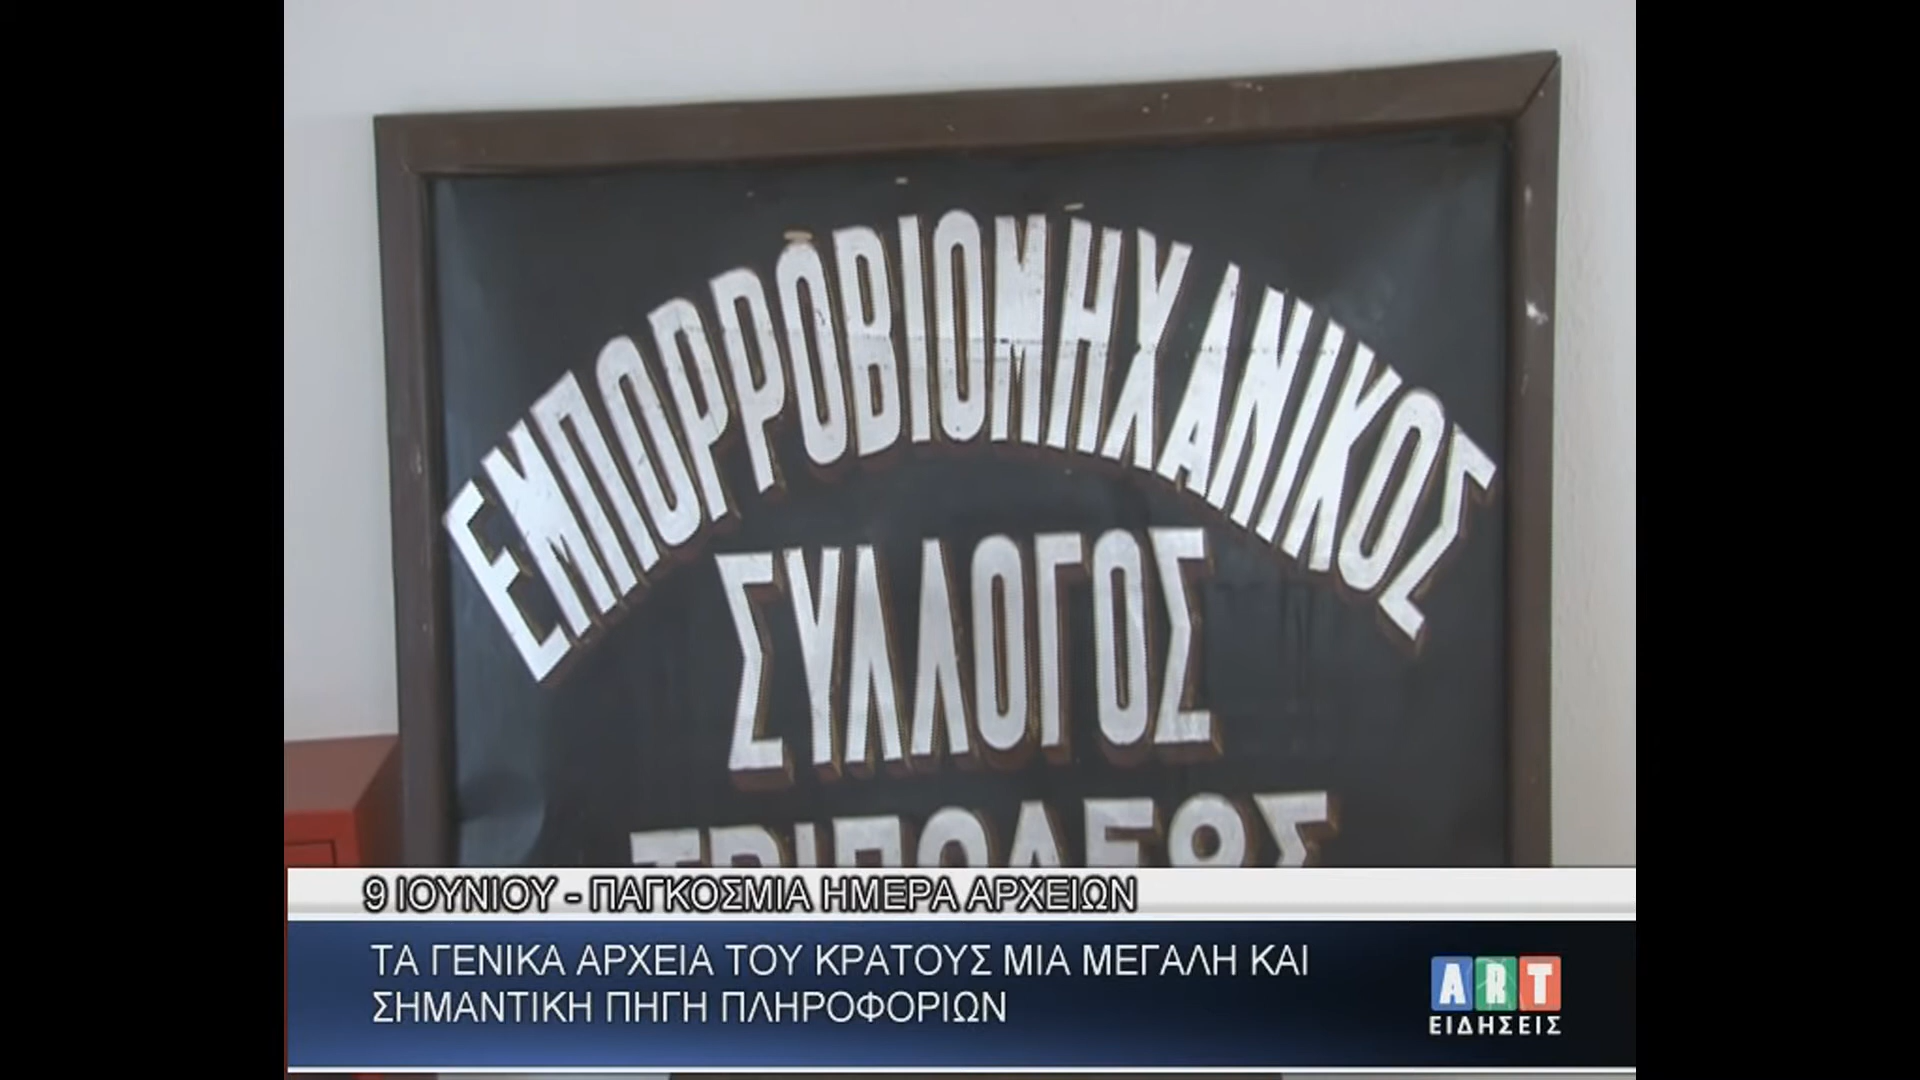 ΕΜΠΟΡΡΟΒΙΟΜΗΧΑΝΙΚΟΣ
ΣΥΛΛΟΓΟΣ
ΤΡΙΠΟΛΕΩΣ
9 ΙΟΥΝΙΟΥ - ΠΑΓΚΟΣΜΙΑ ΗΜΕΡΑ ΑΡΧΕΙΩΝ
ΤΑ ΓΕΝΙΚΑ ΑΡΧΕΙΑ ΤΟΥ ΚΡΑΤΟΥΣ ΜΙΑ ΜΕΓΑΛΗ ΚΑΙ
ΣΗΜΑΝΤΙΚΗ ΠΗΓΗ ΠΛΗΡΟΦΟΡΙΩΝ
ART
ΕΙΔΗΣΕΙΣ